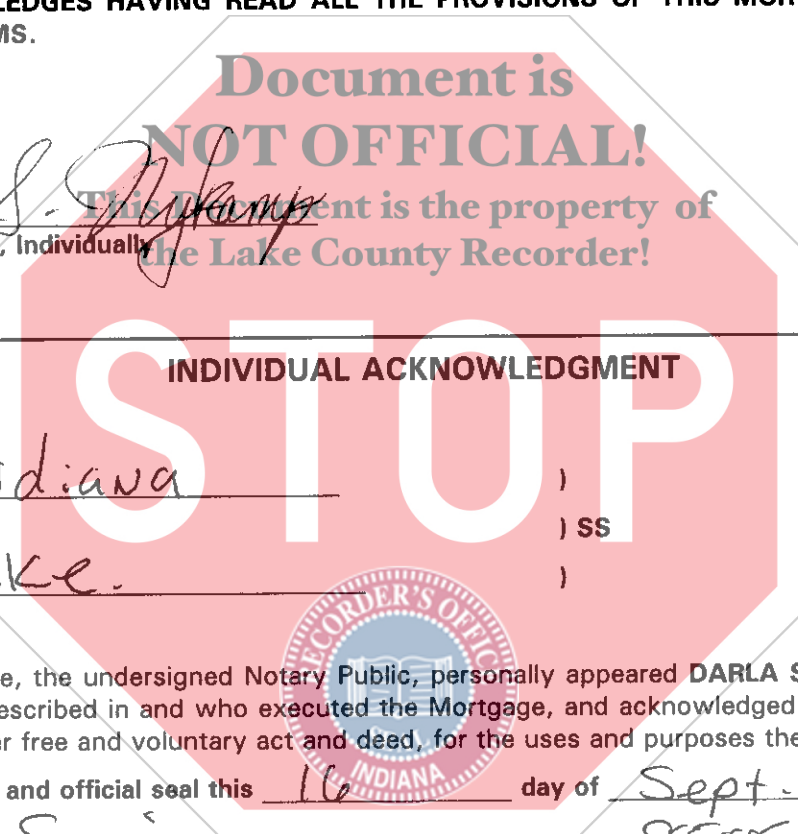 LEDGES HAVING READ ALL THE PROVISIONS OF THIS MOR
MS.
Document is
NOT OFFICIAL!
This Document is the property of
the Lake County Recorder!
S. Nykamp
, Individually
STOP
INDIVIDUAL ACKNOWLEDGMENT
diana )
) SS
ke. )
RECORDER'S OFFIC
INDIANA
e, the undersigned Notary Public, personally appeared DARLA S
escribed in and who executed the Mortgage, and acknowledged
r free and voluntary act and deed, for the uses and purposes the
and official seal this 16 day of Sept.